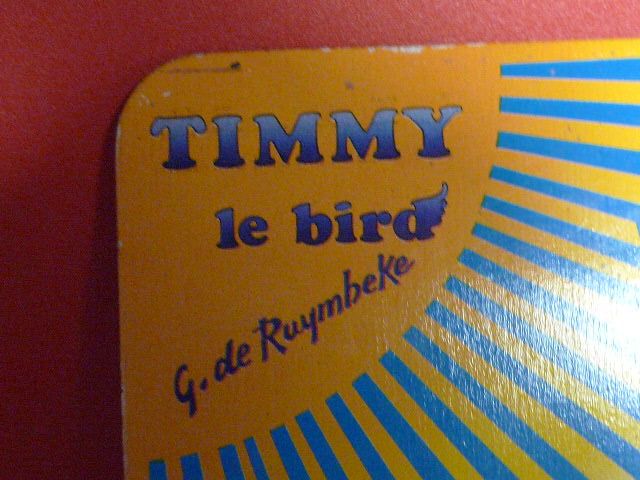 TIMMY
le bird
G. de Ruymbeke